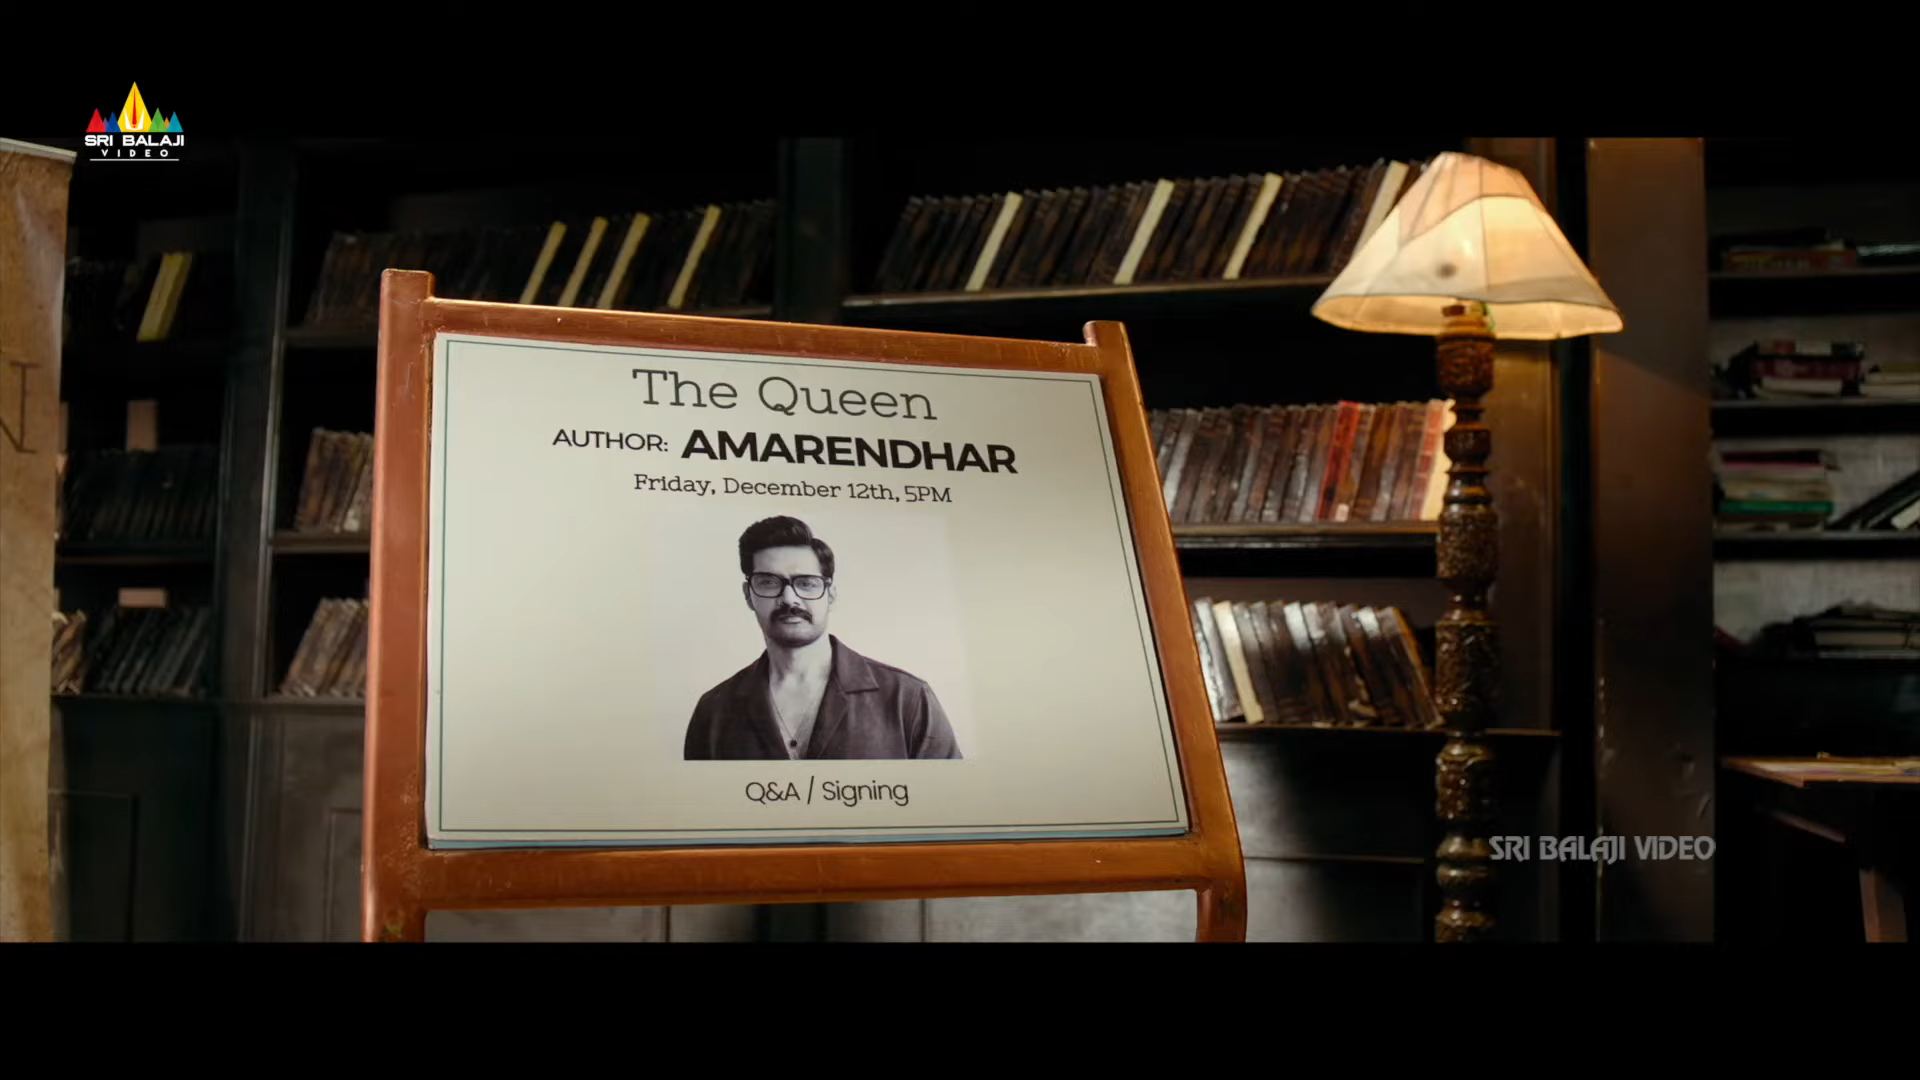 SRI BALAJI
VIDEO
The Queen
AUTHOR: AMARENDHAR
Friday, December 12th, 5PM
Q&A / Signing
SRI BALAJI VIDEO